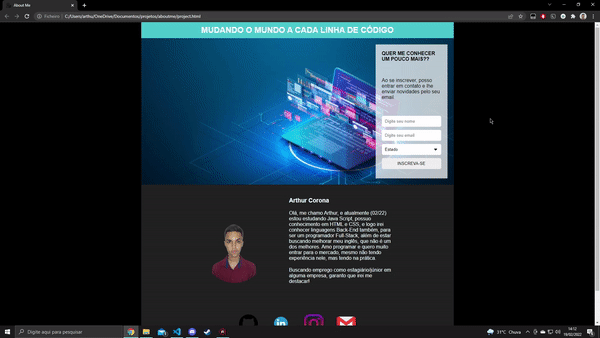 About Me
Ficheiro
C:/Users/arthu/OneDrive/Documentos/projetos/aboutme/project.html
MUDANDO O MUNDO A CADA LINHA DE CÓDIGO
QUER ME CONHECER
UM POUCO MAIS??
Ao se inscrever, posso
entrar em contato e lhe
enviar novidades pelo seu
email.
Digite seu nome
Digite seu email
Estado
INSCREVA-SE
Arthur Corona
Olá, me chamo Arthur, e atualmente (02/22)
estou estudando Java Script, possuo
conhecimento em HTML e CSS, e logo irei
conhecer linguagens Back-End também, para
ser um programador Full-Stack, além de estar
buscando melhorar meu inglês, que não é um
dos melhores. Amo programar e quero muito
entrar para o mercado, mesmo não tendo
experiência nele, mas tendo na prática
Buscando emprego como estagiário/júnior em
alguma empresa, garanto que irei me
destacar!
Digite aqui para pesquisar
31°C Chuva
14:12
19/02/2022